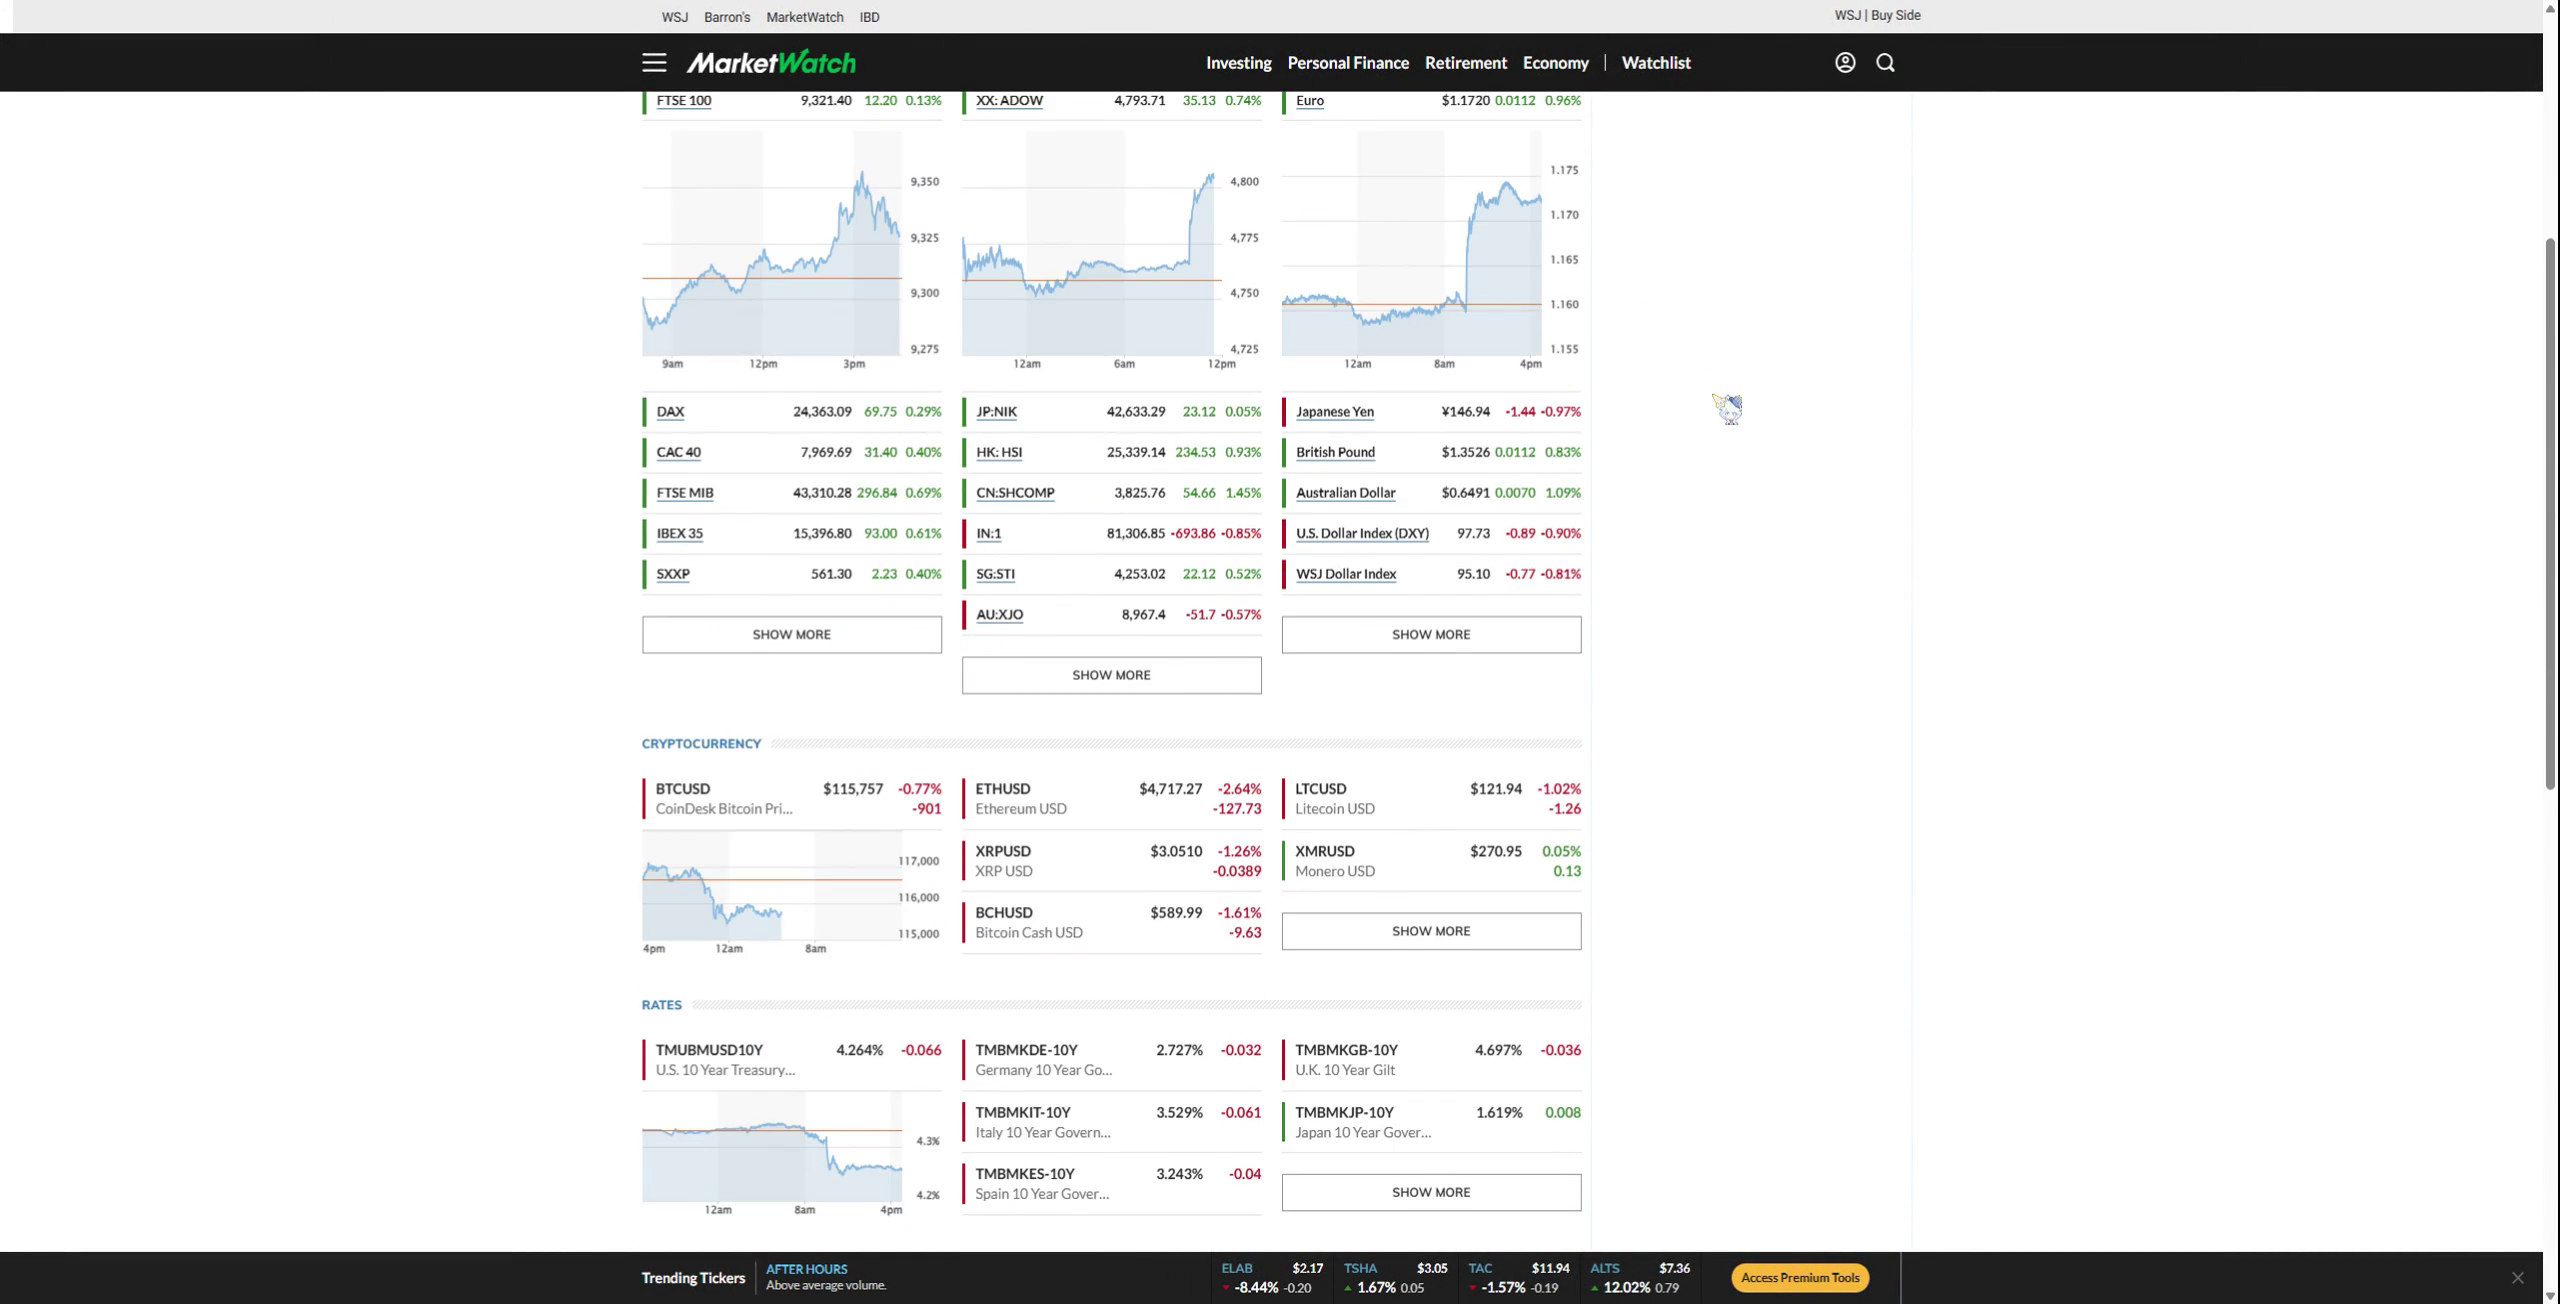 WSJ Barron's MarketWatch IBD WSJ | Buy Side
MarketWatch Investing Personal Finance Retirement Economy | Watchlist
FTSE 100 9,321.40 12.20 0.13%
9,350
9,325
9,300
9,275
9am 12pm 3pm
DAX 24,363.09 69.75 0.29%
CAC 40 7,969.69 31.40 0.40%
FTSE MIB 43,310.28 296.84 0.69%
IBEX 35 15,396.80 93.00 0.61%
SXXP 561.30 2.23 0.40%
SHOW MORE
XX: ADOW 4,793.71 35.13 0.74%
4,800
4,775
4,750
4,725
12am 6am 12pm
JP:NIK 42,633.29 23.12 0.05%
HK: HSI 25,339.14 234.53 0.93%
CN:SHCOMP 3,825.76 54.66 1.45%
IN:1 81,306.85 -693.86 -0.85%
SG:STI 4,253.02 22.12 0.52%
AU:XJO 8,967.4 -51.7 -0.57%
SHOW MORE
Euro $1.1720 0.0112 0.96%
1.175
1.170
1.165
1.160
1.155
12am 8am 4pm
Japanese Yen ¥146.94 -1.44 -0.97%
British Pound $1.3526 0.0112 0.83%
Australian Dollar $0.6491 0.0070 1.09%
U.S. Dollar Index (DXY) 97.73 -0.89 -0.90%
WSJ Dollar Index 95.10 -0.77 -0.81%
SHOW MORE
CRYPTOCURRENCY
BTCUSD $115,757 -0.77%
CoinDesk Bitcoin Pri... -901
117,000
116,000
115,000
4pm 12am 8am
ETHUSD $4,717.27 -2.64%
Ethereum USD -127.73
XRPUSD $3.0510 -1.26%
XRP USD -0.0389
BCHUSD $589.99 -1.61%
Bitcoin Cash USD -9.63
LTCUSD $121.94 -1.02%
Litecoin USD -1.26
XMRUSD $270.95 0.05%
Monero USD 0.13
SHOW MORE
RATES
TMUBMUSD10Y 4.264% -0.066
U.S. 10 Year Treasury...
4.3%
4.2%
12am 8am 4pm
TMBMKDE-10Y 2.727% -0.032
Germany 10 Year Go...
TMBMKIT-10Y 3.529% -0.061
Italy 10 Year Govern...
TMBMKES-10Y 3.243% -0.04
Spain 10 Year Gover...
TMBMKGB-10Y 4.697% -0.036
U.K. 10 Year Gilt
TMBMKJP-10Y 1.619% 0.008
Japan 10 Year Gover...
SHOW MORE
Trending Tickers
AFTER HOURS
Above average volume.
ELAB $2.17
-8.44% -0.20
TSHA $3.05
1.67% 0.05
TAC $11.94
-1.57% -0.19
ALTS $7.36
12.02% 0.79
Access Premium Tools